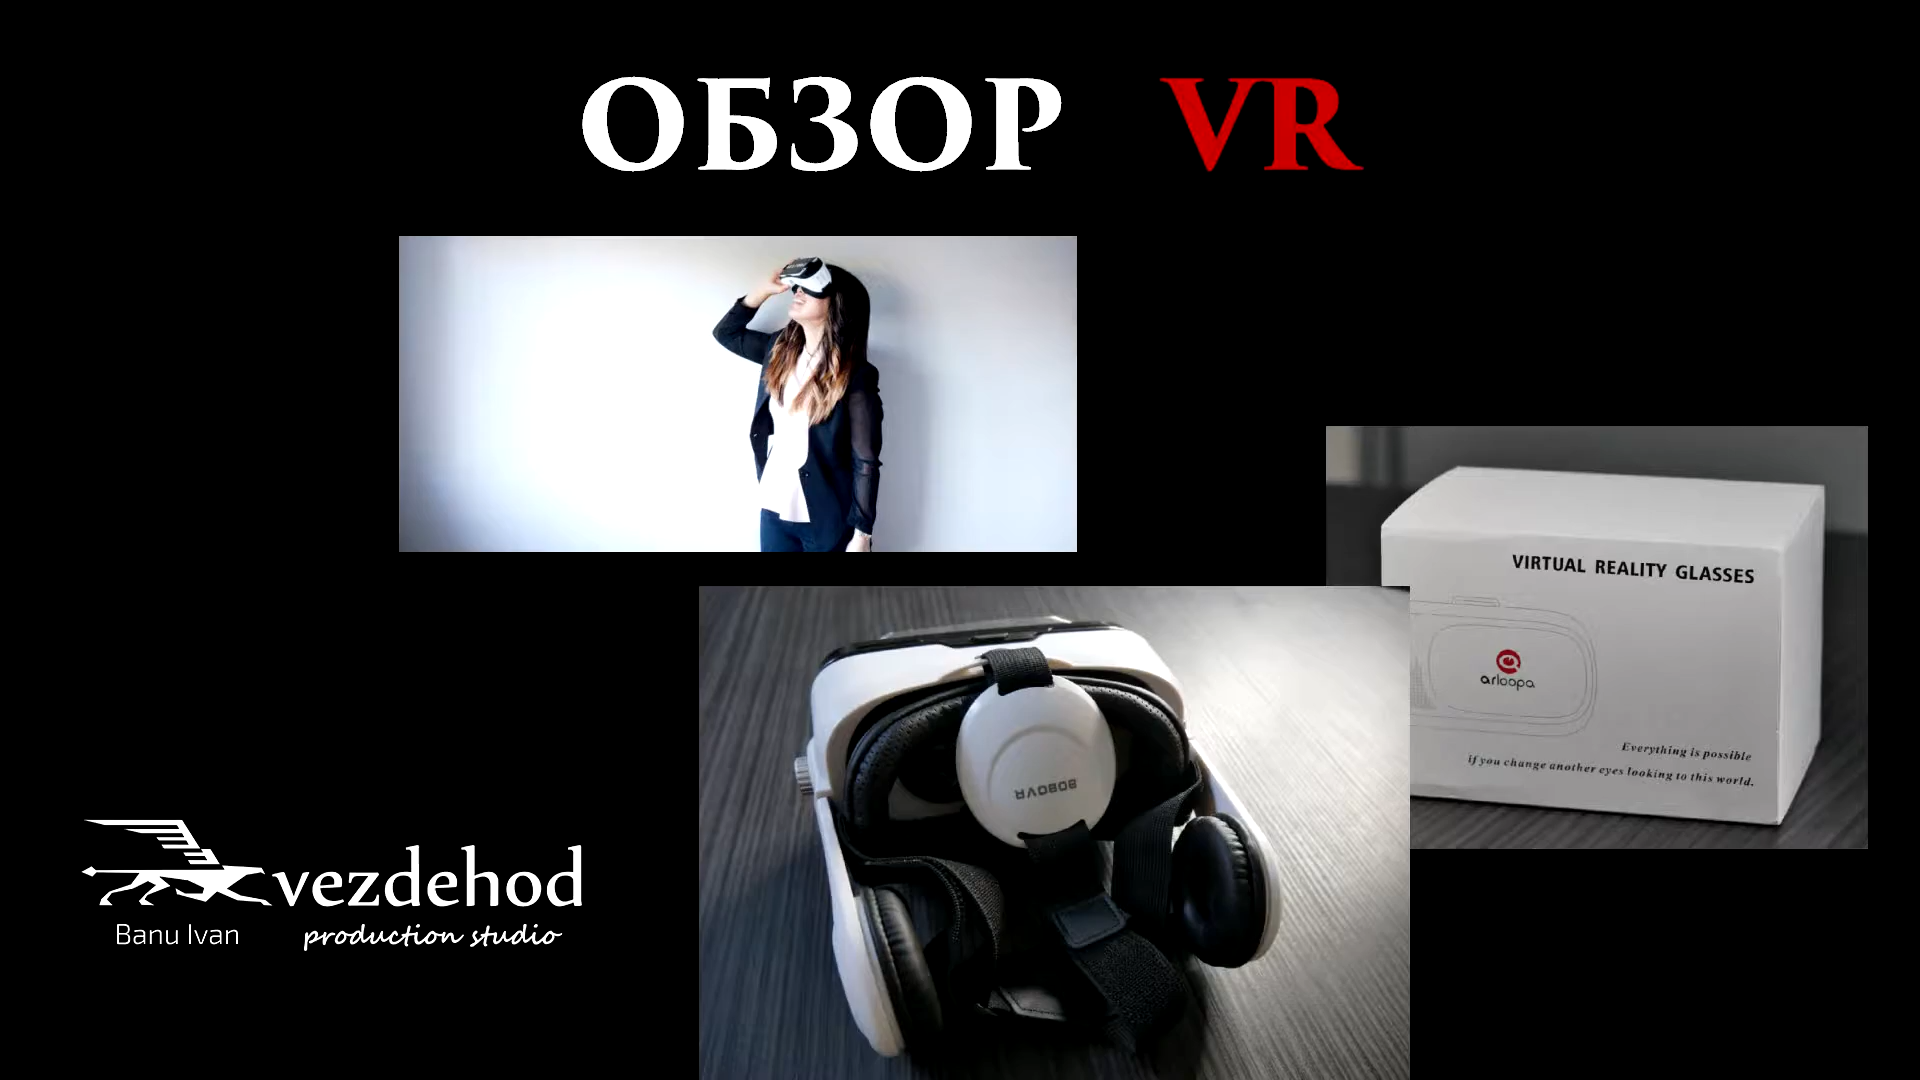 ОБЗОР VR
VIRTUAL REALITY GLASSES
arloopa
Everything is possible
if you change another eyes looking to this world.
BOBOVR
vezdehod
Banu Ivan production studio